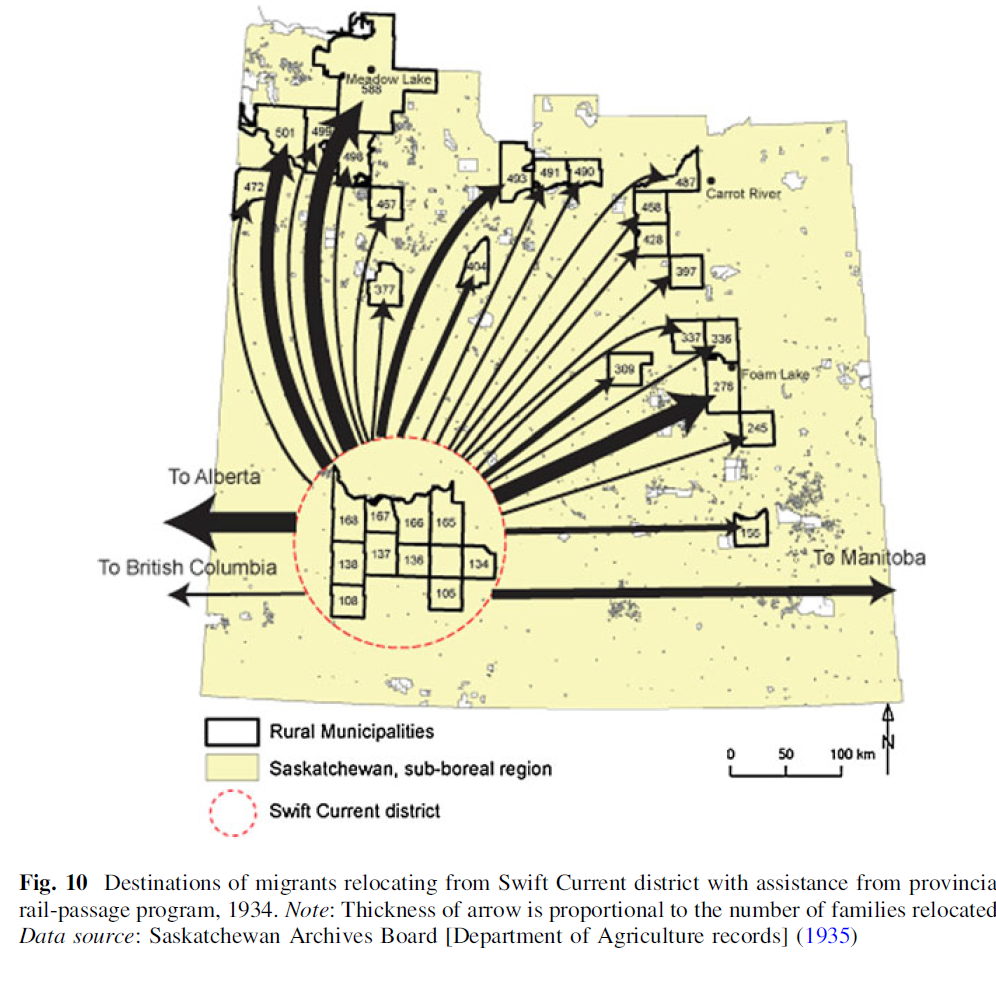 Meadow Lake
588
501
499
498
472
467
493
491
490
487
Carrot River
468
428
404
397
377
337
336
309
Foam Lake
276
245
To Alberta
168
167
166
165
155
To British Columbia
138
137
136
134
To Manitoba
108
106
Rural Municipalities
Saskatchewan, sub-boreal region
Swift Current district
0 50 100 km
N
Fig. 10 Destinations of migrants relocating from Swift Current district with assistance from provincia
rail-passage program, 1934. Note: Thickness of arrow is proportional to the number of families relocated
Data source: Saskatchewan Archives Board [Department of Agriculture records] (1935)